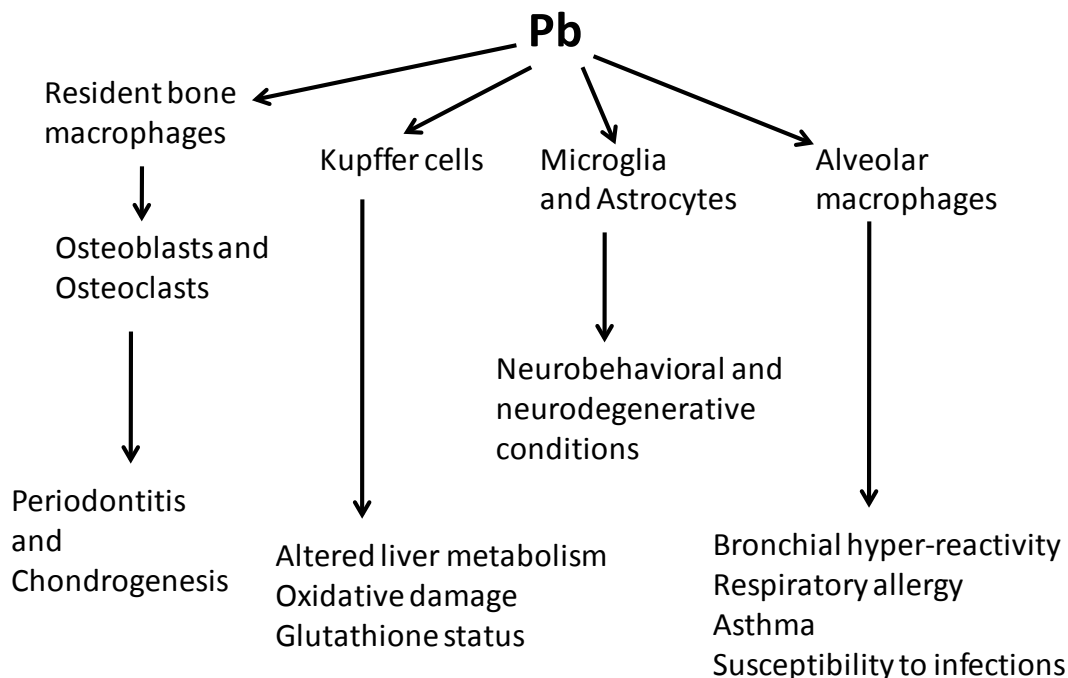 Pb
Resident bone
macrophages
Kupffer cells
Microglia
and Astrocytes
Alveolar
macrophages
Osteoblasts and
Osteoclasts
Neurobehavioral and
neurodegenerative
conditions
Periodontitis
and
Chondrogenesis
Altered liver metabolism
Oxidative damage
Glutathione status
Bronchial hyper-reactivity
Respiratory allergy
Asthma
Susceptibility to infections